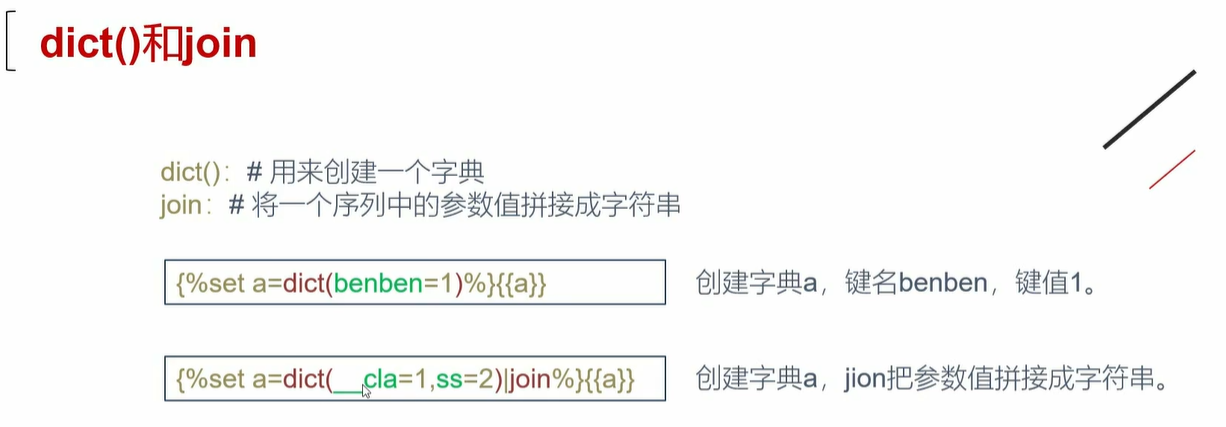 dict()和join
dict()：# 用来创建一个字典
join：# 将一个序列中的参数值拼接成字符串
{%set a=dict(benben=1)%}{{a}}
创建字典a，键名benben，键值1。
{%set a=dict(__cla=1,ss=2)|join%}{{a}}
创建字典a，jion把参数值拼接成字符串。